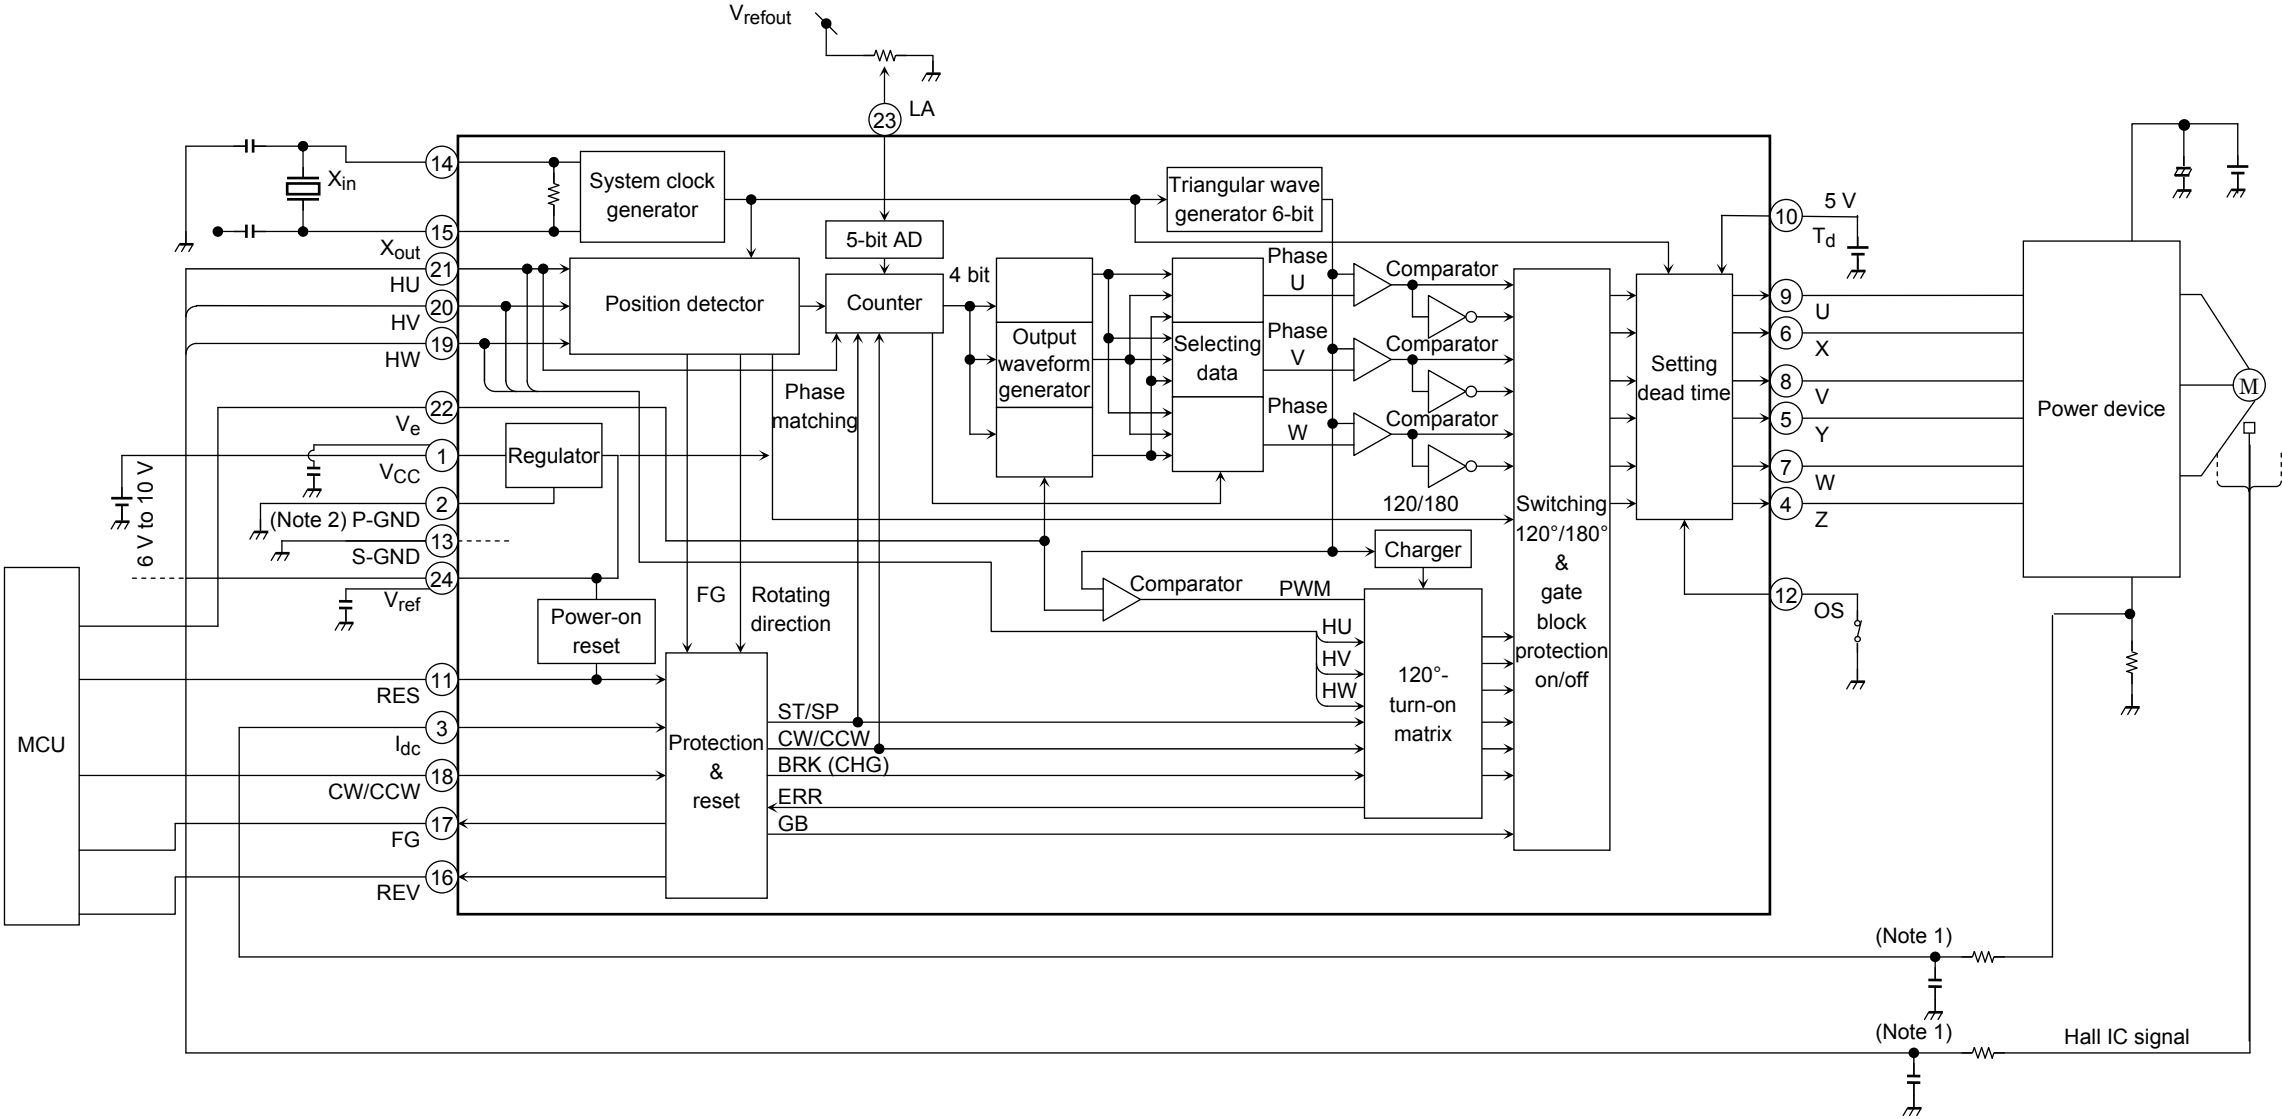 Vrefout
23
LA
14
Xin
System clock
generator
Triangular wave
generator 6-bit
15
Xout
5-bit AD
10
5 V
Td
21
HU
20
HV
19
HW
Position detector
Counter
4 bit
Output
waveform
generator
Selecting
data
Phase
U
Phase
V
Phase
W
Comparator
Comparator
Comparator
Phase
matching
Setting
dead time
9
U
6
X
8
V
5
Y
7
W
4
Z
Power device
M
22
Ve
1
VCC
Regulator
6 V to 10 V
2
(Note 2) P-GND
13
S-GND
24
Vref
120/180
Switching
120°/180°
&
gate
block
protection
on/off
Charger
Comparator
PWM
12
OS
FG
Rotating
direction
Power-on
reset
HU
HV
HW
120°-
turn-on
matrix
MCU
11
RES
3
Idc
18
CW/CCW
17
FG
16
REV
Protection
&
reset
ST/SP
CW/CCW
BRK (CHG)
ERR
GB
(Note 1)
(Note 1)
Hall IC signal